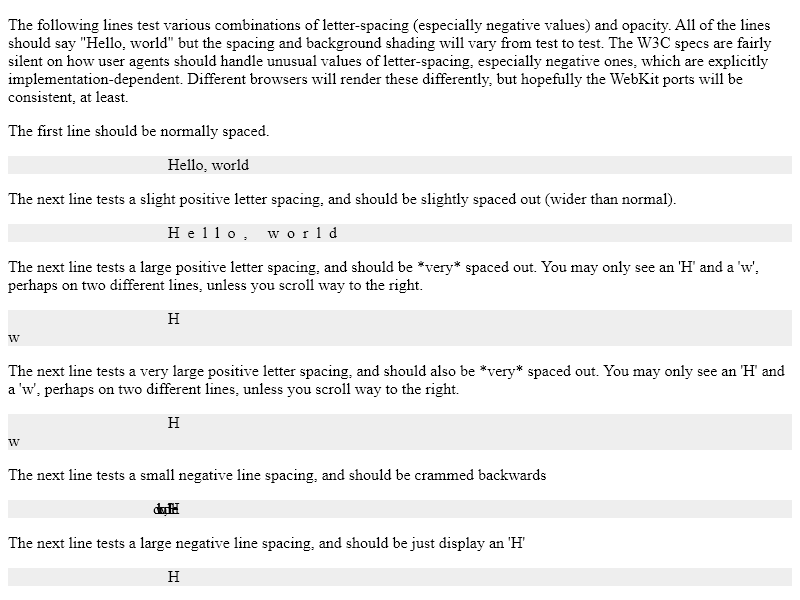 The following lines test various combinations of letter-spacing (especially negative values) and opacity. All of the lines
should say "Hello, world" but the spacing and background shading will vary from test to test. The W3C specs are fairly
silent on how user agents should handle unusual values of letter-spacing, especially negative ones, which are explicitly
implementation-dependent. Different browsers will render these differently, but hopefully the WebKit ports will be
consistent, at least.
The first line should be normally spaced.
Hello, world
The next line tests a slight positive letter spacing, and should be slightly spaced out (wider than normal).
H e l l o ,   w o r l d
The next line tests a large positive letter spacing, and should be *very* spaced out. You may only see an 'H' and a 'w',
perhaps on two different lines, unless you scroll way to the right.
H
w
The next line tests a very large positive letter spacing, and should also be *very* spaced out. You may only see an 'H' and
a 'w', perhaps on two different lines, unless you scroll way to the right.
H
w
The next line tests a small negative line spacing, and should be crammed backwards
The next line tests a large negative line spacing, and should be just display an 'H'
H